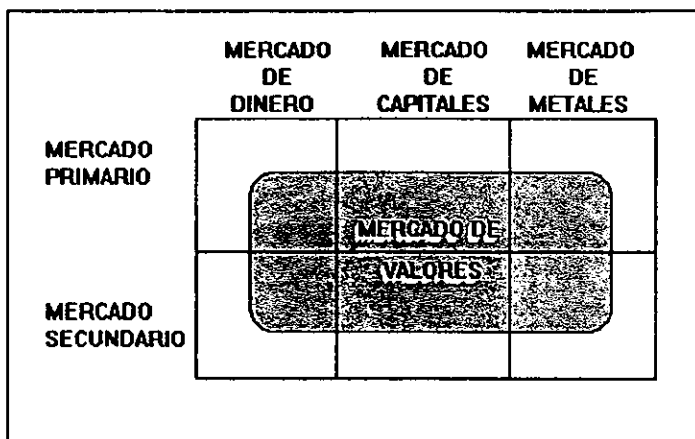 MERCADO DE DINERO
MERCADO DE CAPITALES
MERCADO DE METALES
MERCADO PRIMARIO
MERCADO DE VALORES
MERCADO SECUNDARIO